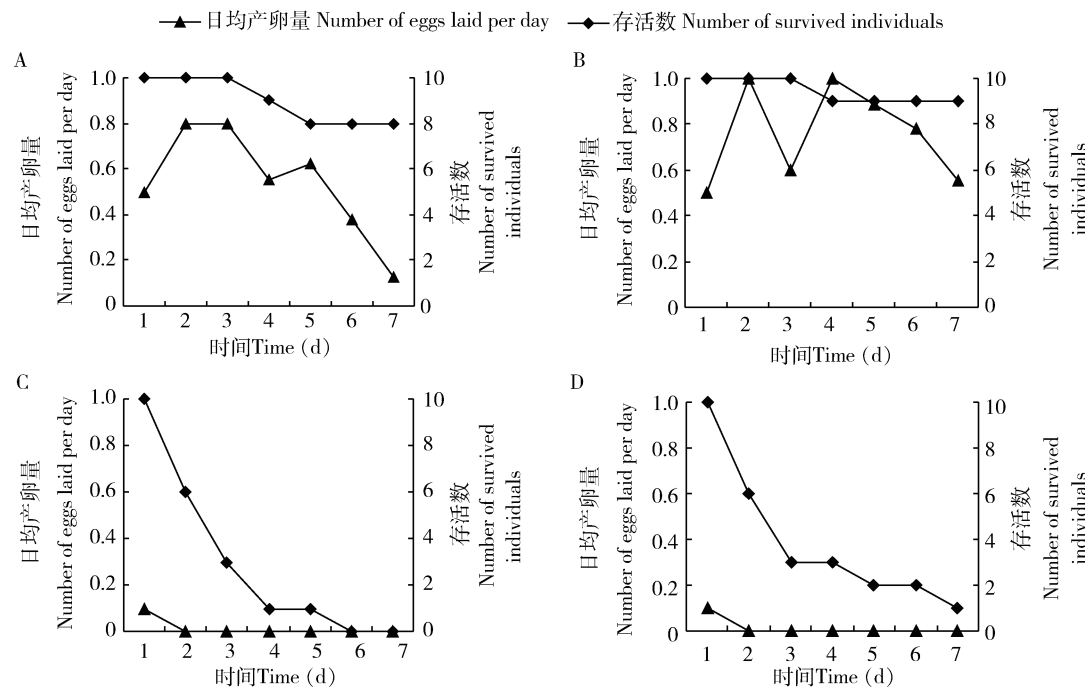 日均产卵量 Number of eggs laid per day 存活数 Number of survived individuals
A
日均产卵量
Number of eggs laid per day
1.0
0.8
0.6
0.4
0.2
0
10
8
6
4
2
0
存活数
Number of survived
individuals
1 2 3 4 5 6 7
时间Time (d)
B
日均产卵量
Number of eggs laid per day
1.0
0.8
0.6
0.4
0.2
0
10
8
6
4
2
0
存活数
Number of survived
individuals
1 2 3 4 5 6 7
时间Time (d)
C
日均产卵量
Number of eggs laid per day
1.0
0.8
0.6
0.4
0.2
0
10
8
6
4
2
0
存活数
Number of survived
individuals
1 2 3 4 5 6 7
时间Time (d)
D
日均产卵量
Number of eggs laid per day
1.0
0.8
0.6
0.4
0.2
0
10
8
6
4
2
0
存活数
Number of survived
individuals
1 2 3 4 5 6 7
时间Time (d)